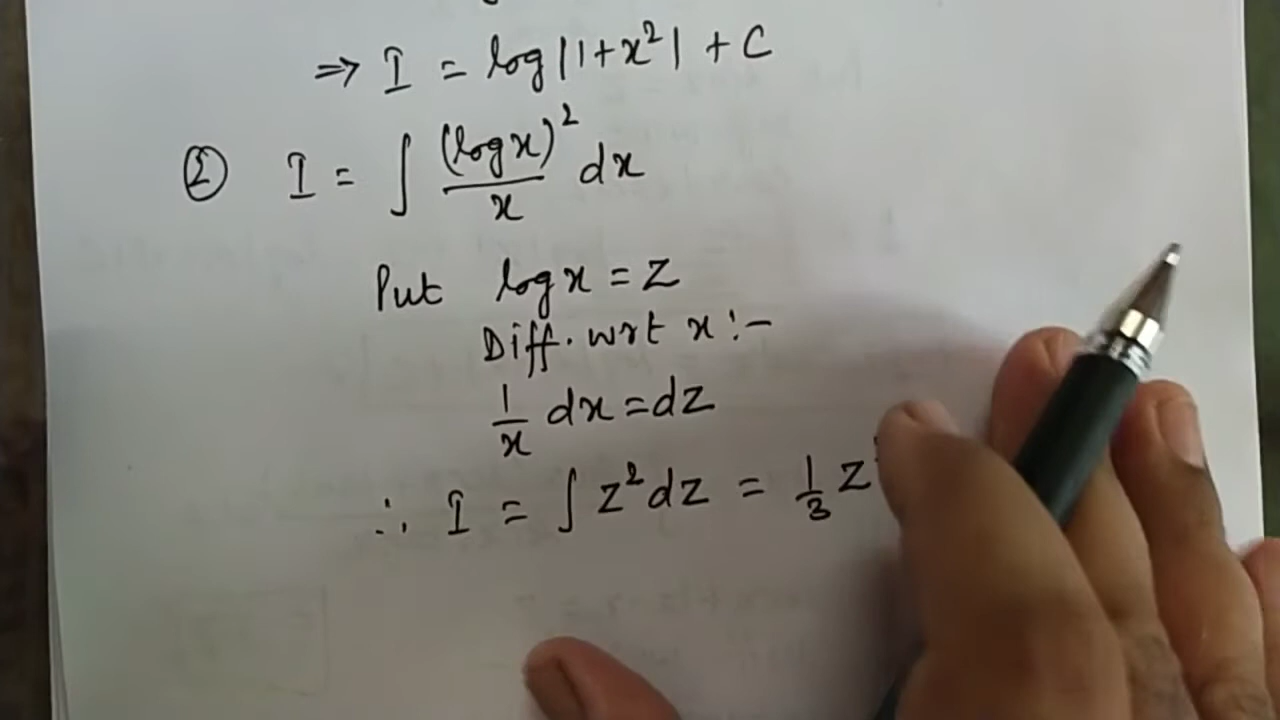 ⇒ I = log|1+x²| + C
② I = ∫ (log x)²/x dx
Put log x = Z
Diff. wrt x :-
1/x dx = dz
∴ I = ∫ z² dz = 1/3 z